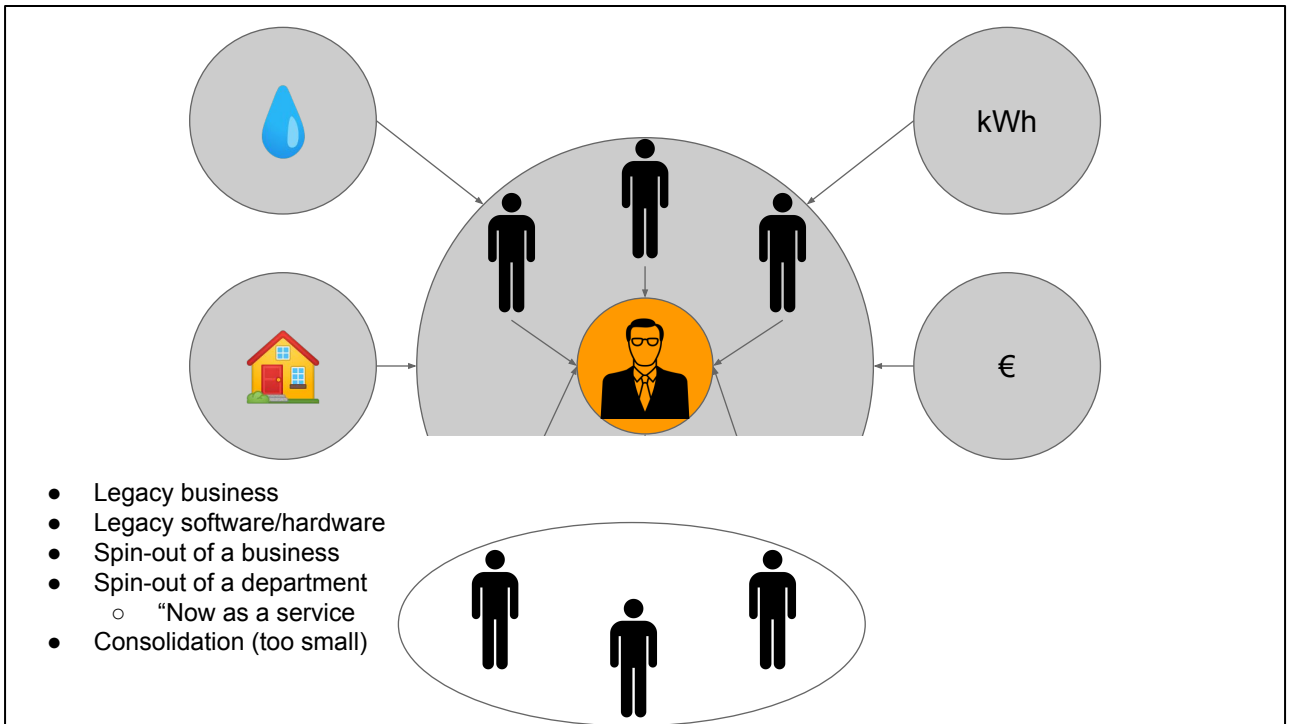 kWh
€
● Legacy business
● Legacy software/hardware
● Spin-out of a business
● Spin-out of a department
○ “Now as a service
● Consolidation (too small)